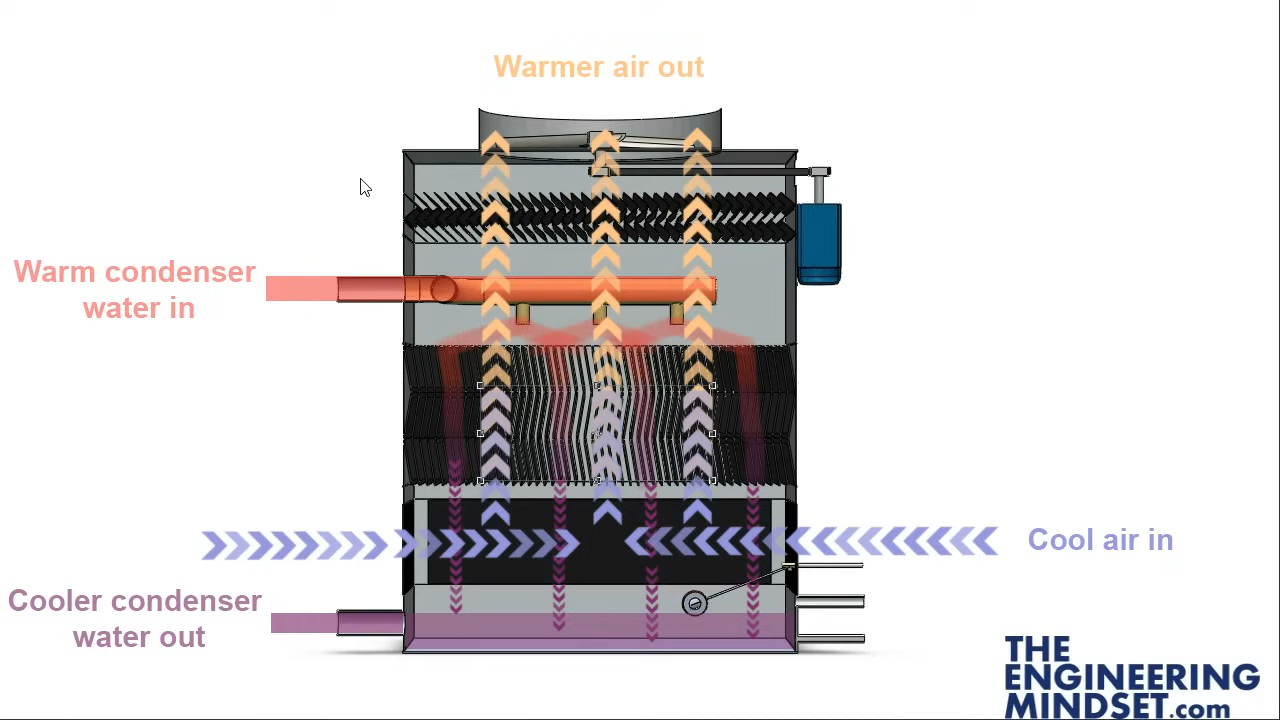 Warmer air out
Warm condenser
water in
Cool air in
Cooler condenser
water out
THE
ENGINEERING
MINDSET.com